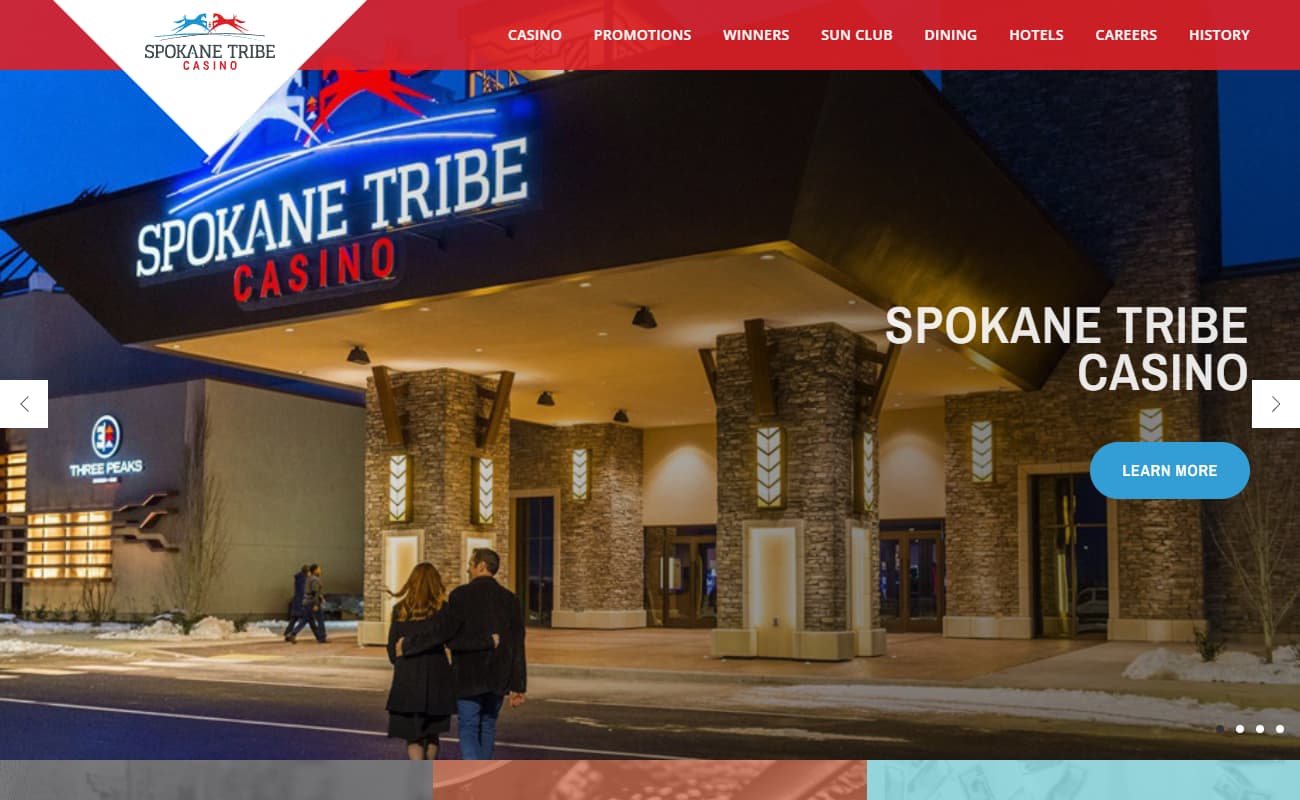 SPOKANE TRIBE
CASINO
CASINO
PROMOTIONS
WINNERS
SUN CLUB
DINING
HOTELS
CAREERS
HISTORY
SPOKANE TRIBE
CASINO
SPOKANE TRIBE
CASINO
LEARN MORE
THREE PEAKS